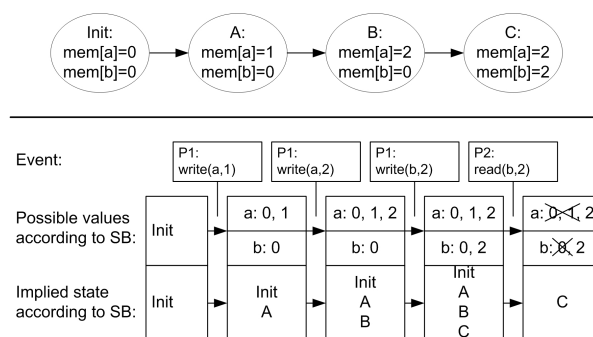 Init:
mem[a]=0
mem[b]=0
A:
mem[a]=1
mem[b]=0
B:
mem[a]=2
mem[b]=0
C:
mem[a]=2
mem[b]=2
Event:
P1:
write(a,1)
P1:
write(a,2)
P1:
write(b,2)
P2:
read(b,2)
Possible values
according to SB:
Init
a: 0, 1
b: 0
a: 0, 1, 2
b: 0
a: 0, 1, 2
b: 0, 2
a: 0, 1, 2
b: 0, 2
Implied state
according to SB:
Init
Init
A
Init
A
B
Init
A
B
C
C